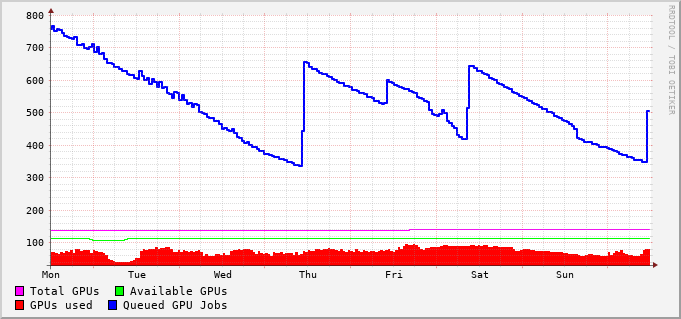 800
700
600
500
400
300
200
100
Mon Tue Wed Thu Fri Sat Sun
Total GPUs Available GPUs
GPUs used Queued GPU Jobs
RRDTOOL / TOBI OETIKER